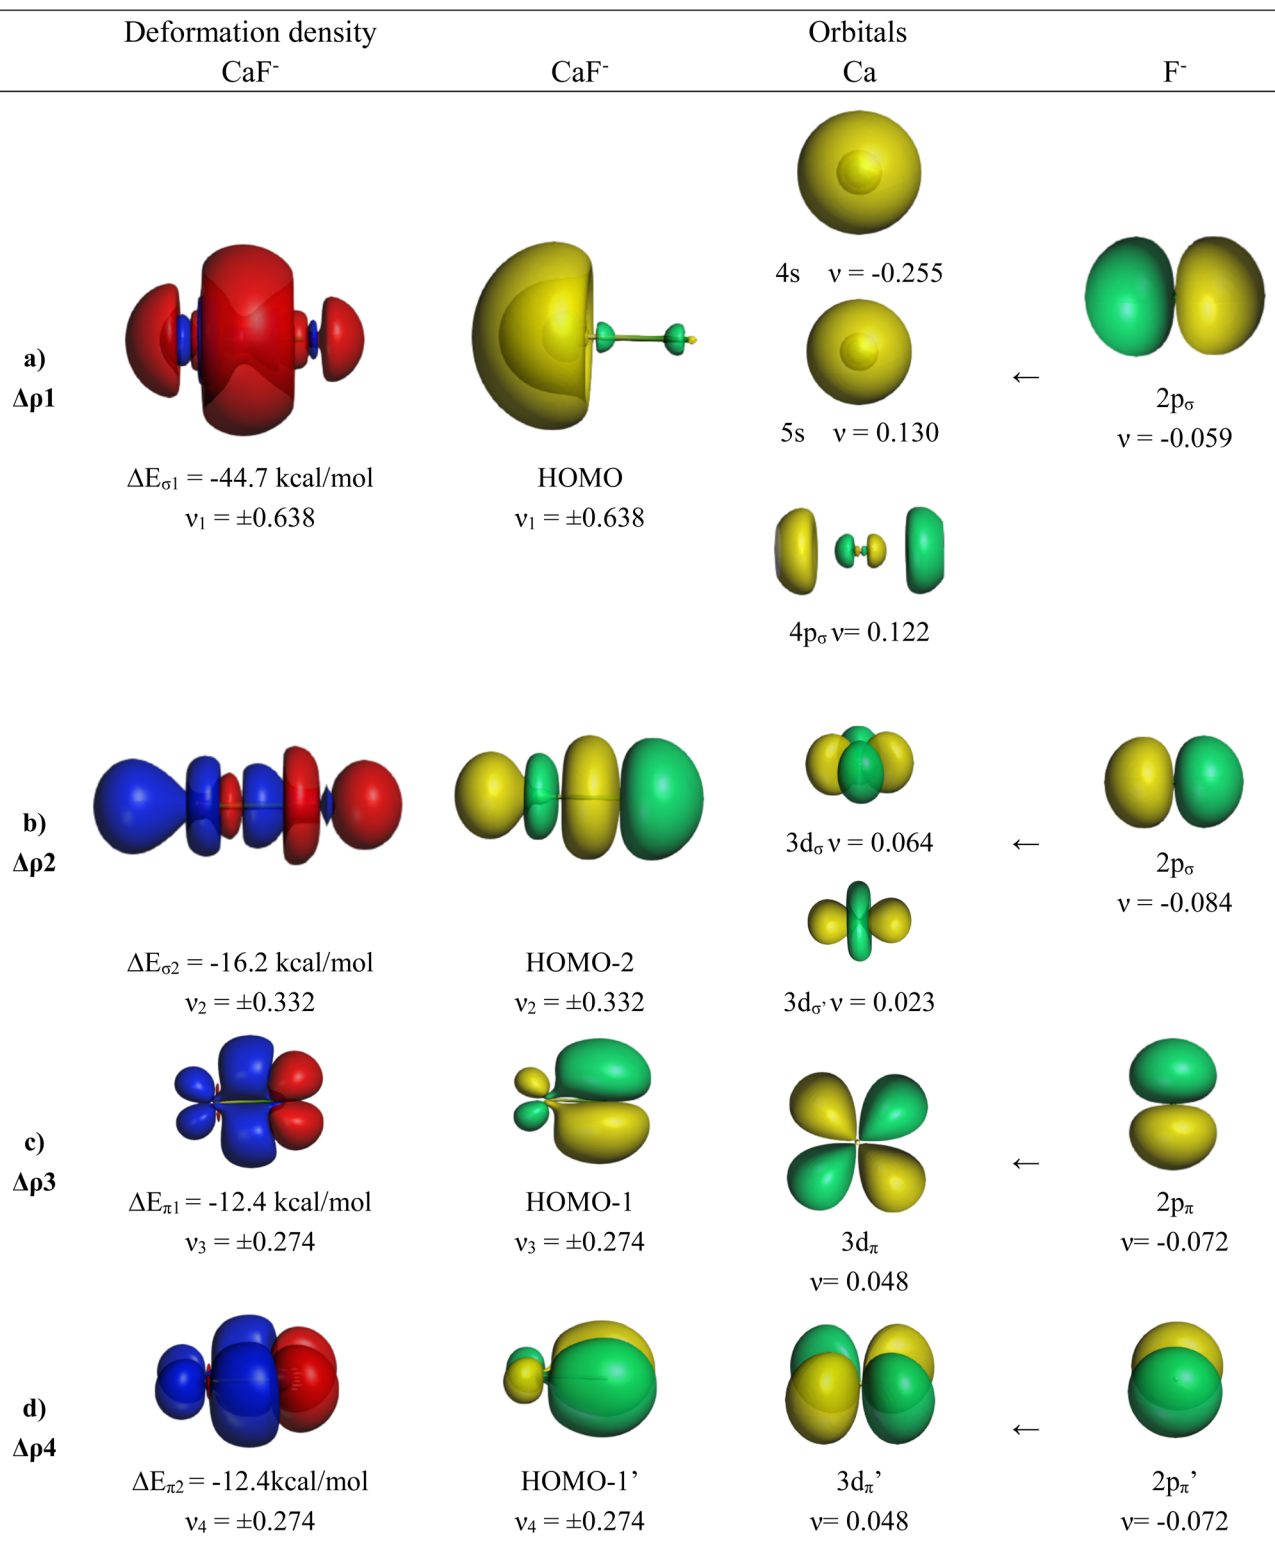 Deformation density Orbitals
CaF⁻ CaF⁻ Ca F⁻
4s ν = -0.255
a)
Δρ1
5s ν = 0.130
←
2pσ
ν = -0.059
ΔEσ1 = -44.7 kcal/mol HOMO
ν₁ = ±0.638 ν₁ = ±0.638
4pσ ν= 0.122
b)
Δρ2
3dσ ν = 0.064
←
2pσ
ν = -0.084
ΔEσ2 = -16.2 kcal/mol HOMO-2
ν₂ = ±0.332 ν₂ = ±0.332 3dσ' ν = 0.023
c)
Δρ3
←
ΔEπ1 = -12.4 kcal/mol HOMO-1 2pπ
ν₃ = ±0.274 ν₃ = ±0.274 3dπ ν= -0.072
ν= 0.048
d)
Δρ4
←
ΔEπ2 = -12.4kcal/mol HOMO-1’ 3dπ’ 2pπ’
ν₄ = ±0.274 ν₄ = ±0.274 ν= 0.048 ν= -0.072